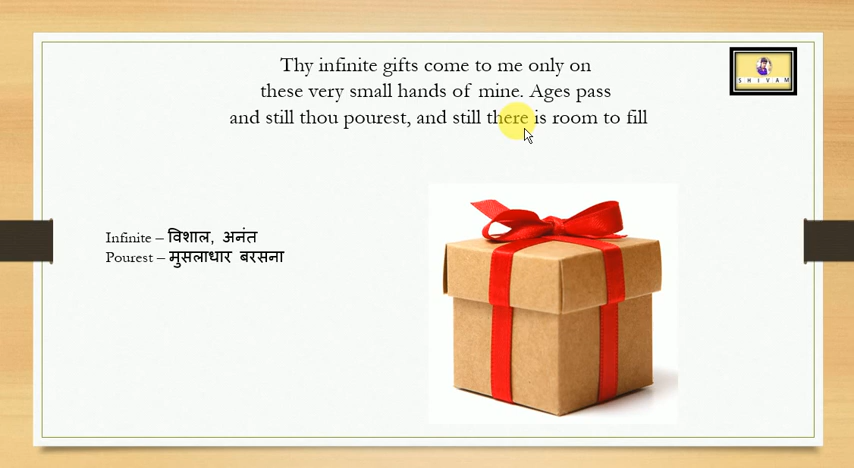 Thy infinite gifts come to me only on
these very small hands of mine. Ages pass
and still thou pourest, and still there is room to fill
SHIVAM
Infinite – विशाल, अनंत
Pourest – मुसलाधार बरसना